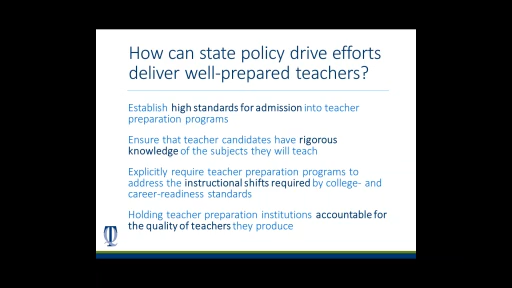 How can state policy drive efforts
deliver well-prepared teachers?
Establish high standards for admission into teacher
preparation programs
Ensure that teacher candidates have rigorous
knowledge of the subjects they will teach
Explicitly require teacher preparation programs to
address the instructional shifts required by college- and
career-readiness standards
Holding teacher preparation institutions accountable for
the quality of teachers they produce